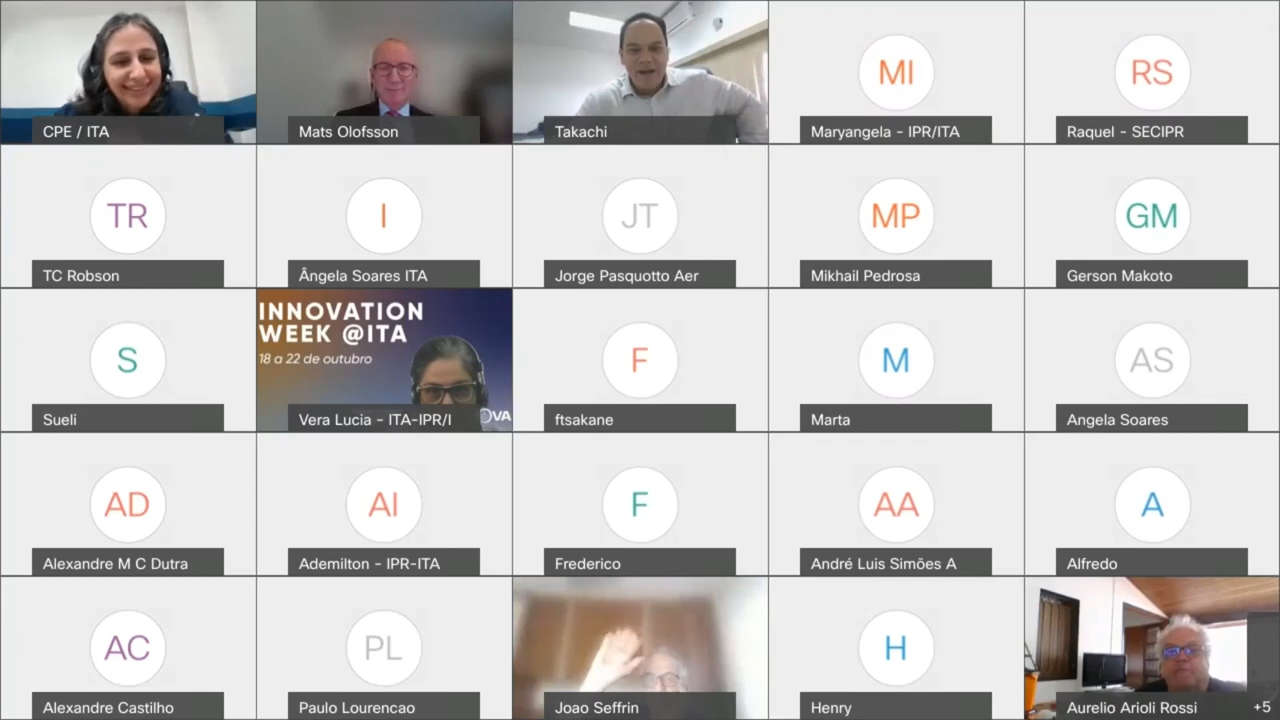 CPE / ITA
Mats Olofsson
Takachi
MI
Maryangela - IPR/ITA
RS
Raquel - SECIPR
TR
TC Robson
I
Ângela Soares ITA
JT
Jorge Pasquotto Aer
MP
Mikhail Pedrosa
GM
Gerson Makoto
S
Sueli
INNOVATION
WEEK @ITA
18 a 22 de outubro
OVA
Vera Lucia - ITA-IPR/I
F
ftsakane
M
Marta
AS
Angela Soares
AD
Alexandre M C Dutra
AI
Ademilton - IPR-ITA
F
Frederico
AA
André Luis Simões A
A
Alfredo
AC
Alexandre Castilho
PL
Paulo Lourencao
Joao Seffrin
H
Henry
Aurelio Arioli Rossi
+5